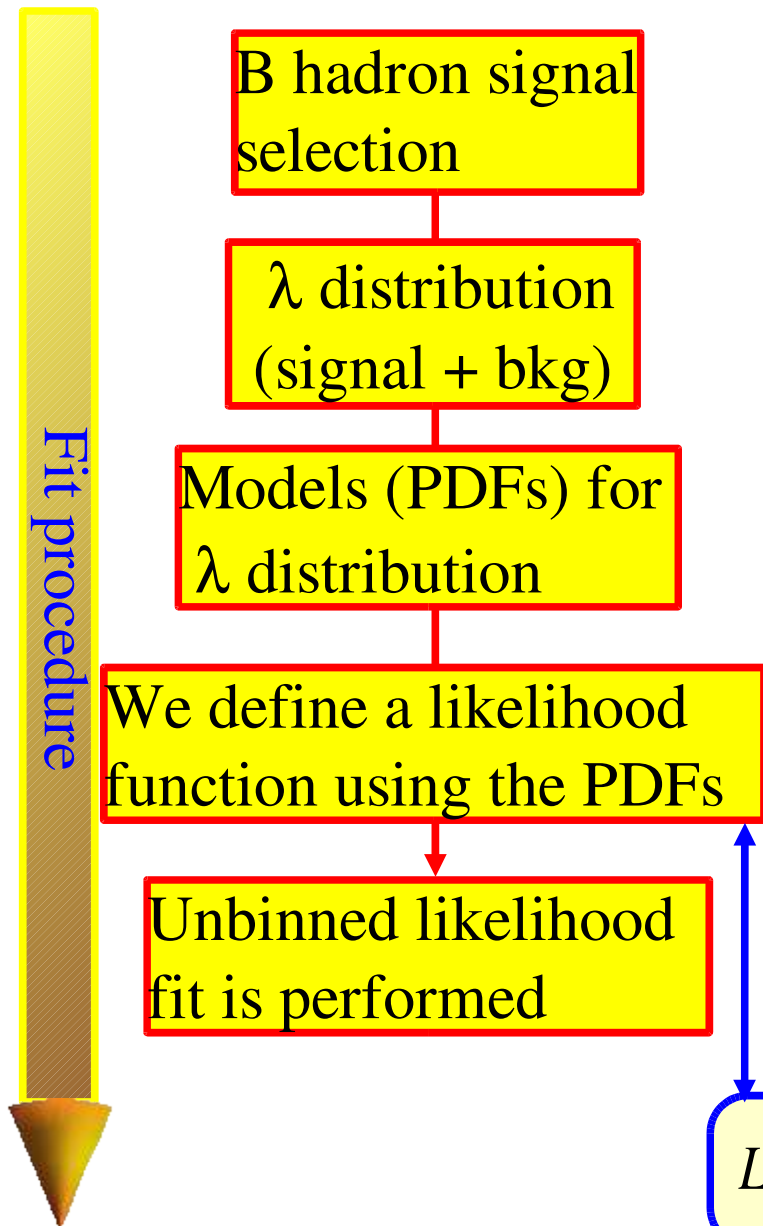 B hadron signal
selection
λ distribution
(signal + bkg)
Models (PDFs) for
λ distribution
We define a likelihood
function using the PDFs
Unbinned likelihood
fit is performed
Fit procedure
L